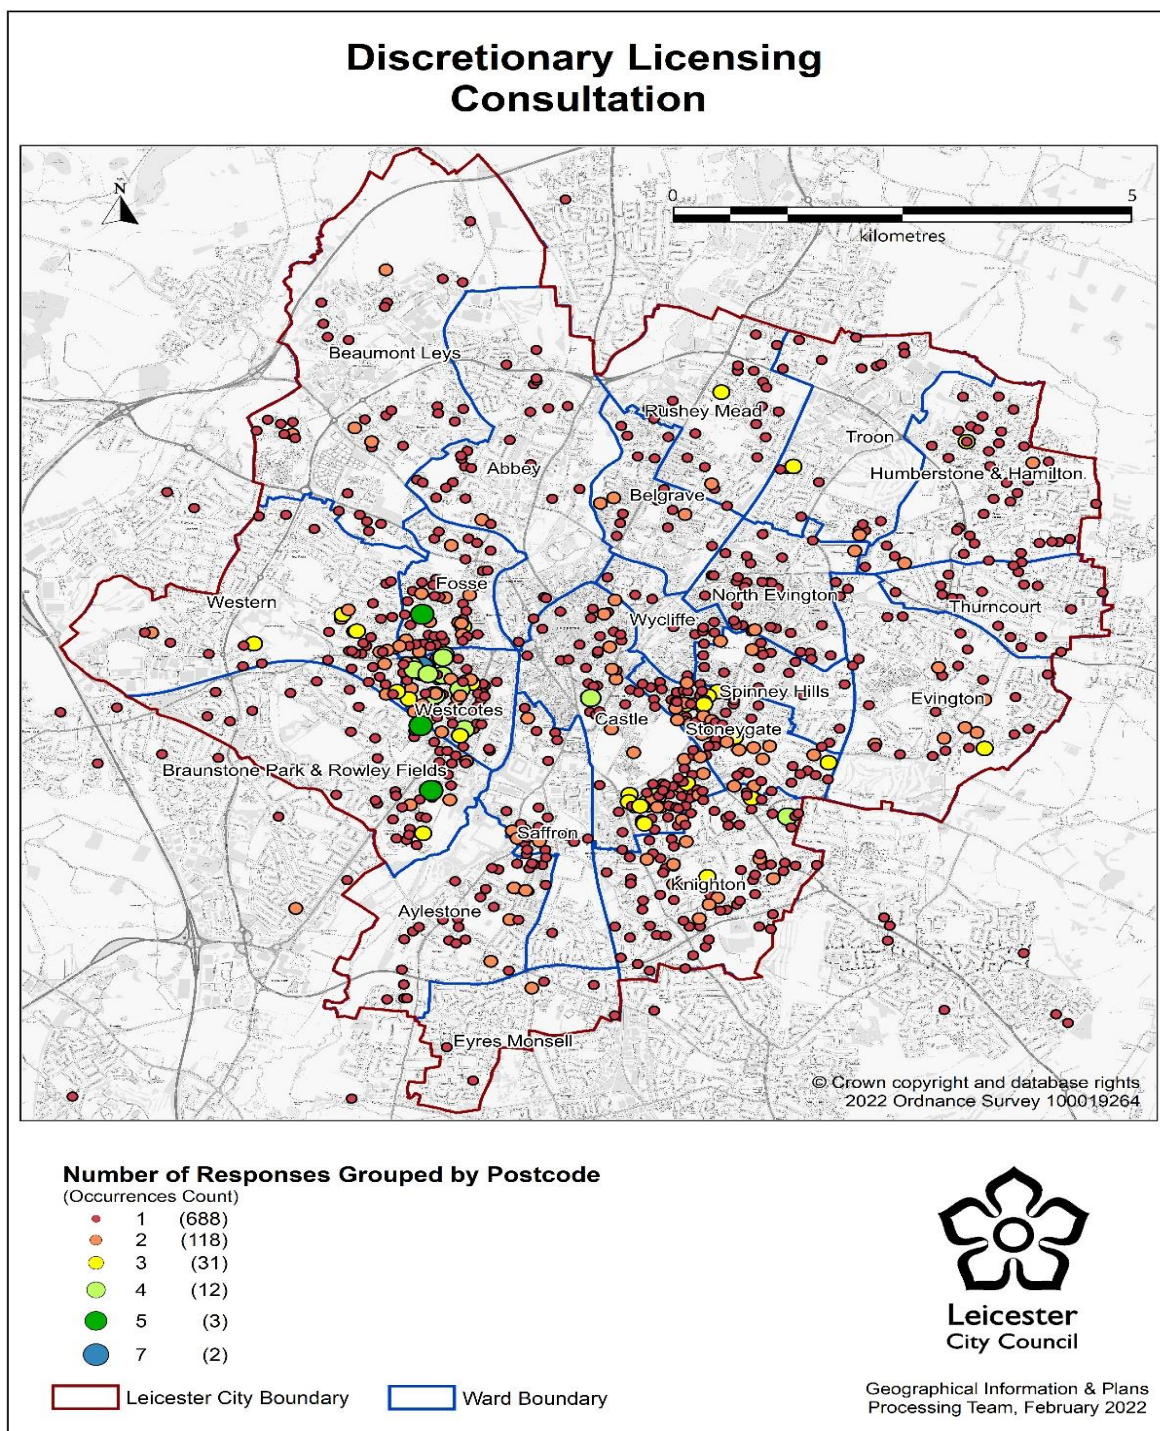 Discretionary Licensing
Consultation
N
0 5
kilometres
Beaumont Leys
Rushey Mead
Troon
Abbey
Humberstone & Hamilton
Belgrave
Fosse
Western
North Evington
Thurncourt
Wycliffe
Spinney Hills
Evington
Westcotes
Castle
Stoneygate
Braunstone Park & Rowley Fields
Saffron
Knighton
Aylestone
Eyres Monsell
© Crown copyright and database rights
2022 Ordnance Survey 100019264
Number of Responses Grouped by Postcode
(Occurrences Count)
1 (688)
2 (118)
3 (31)
4 (12)
5 (3)
7 (2)
Leicester City Boundary
Ward Boundary
Leicester
City Council
Geographical Information & Plans
Processing Team, February 2022